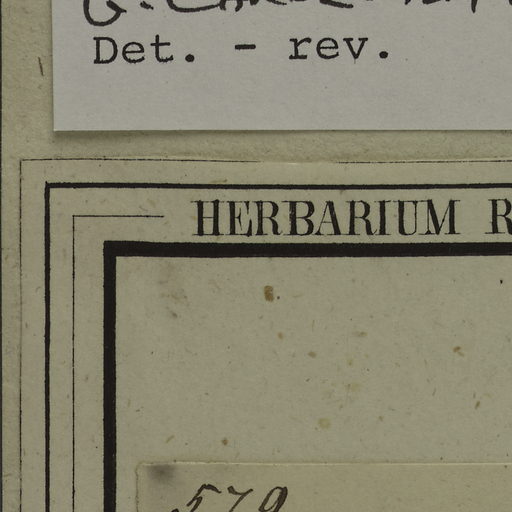 Det. - rev.
HERBARIUM R
579